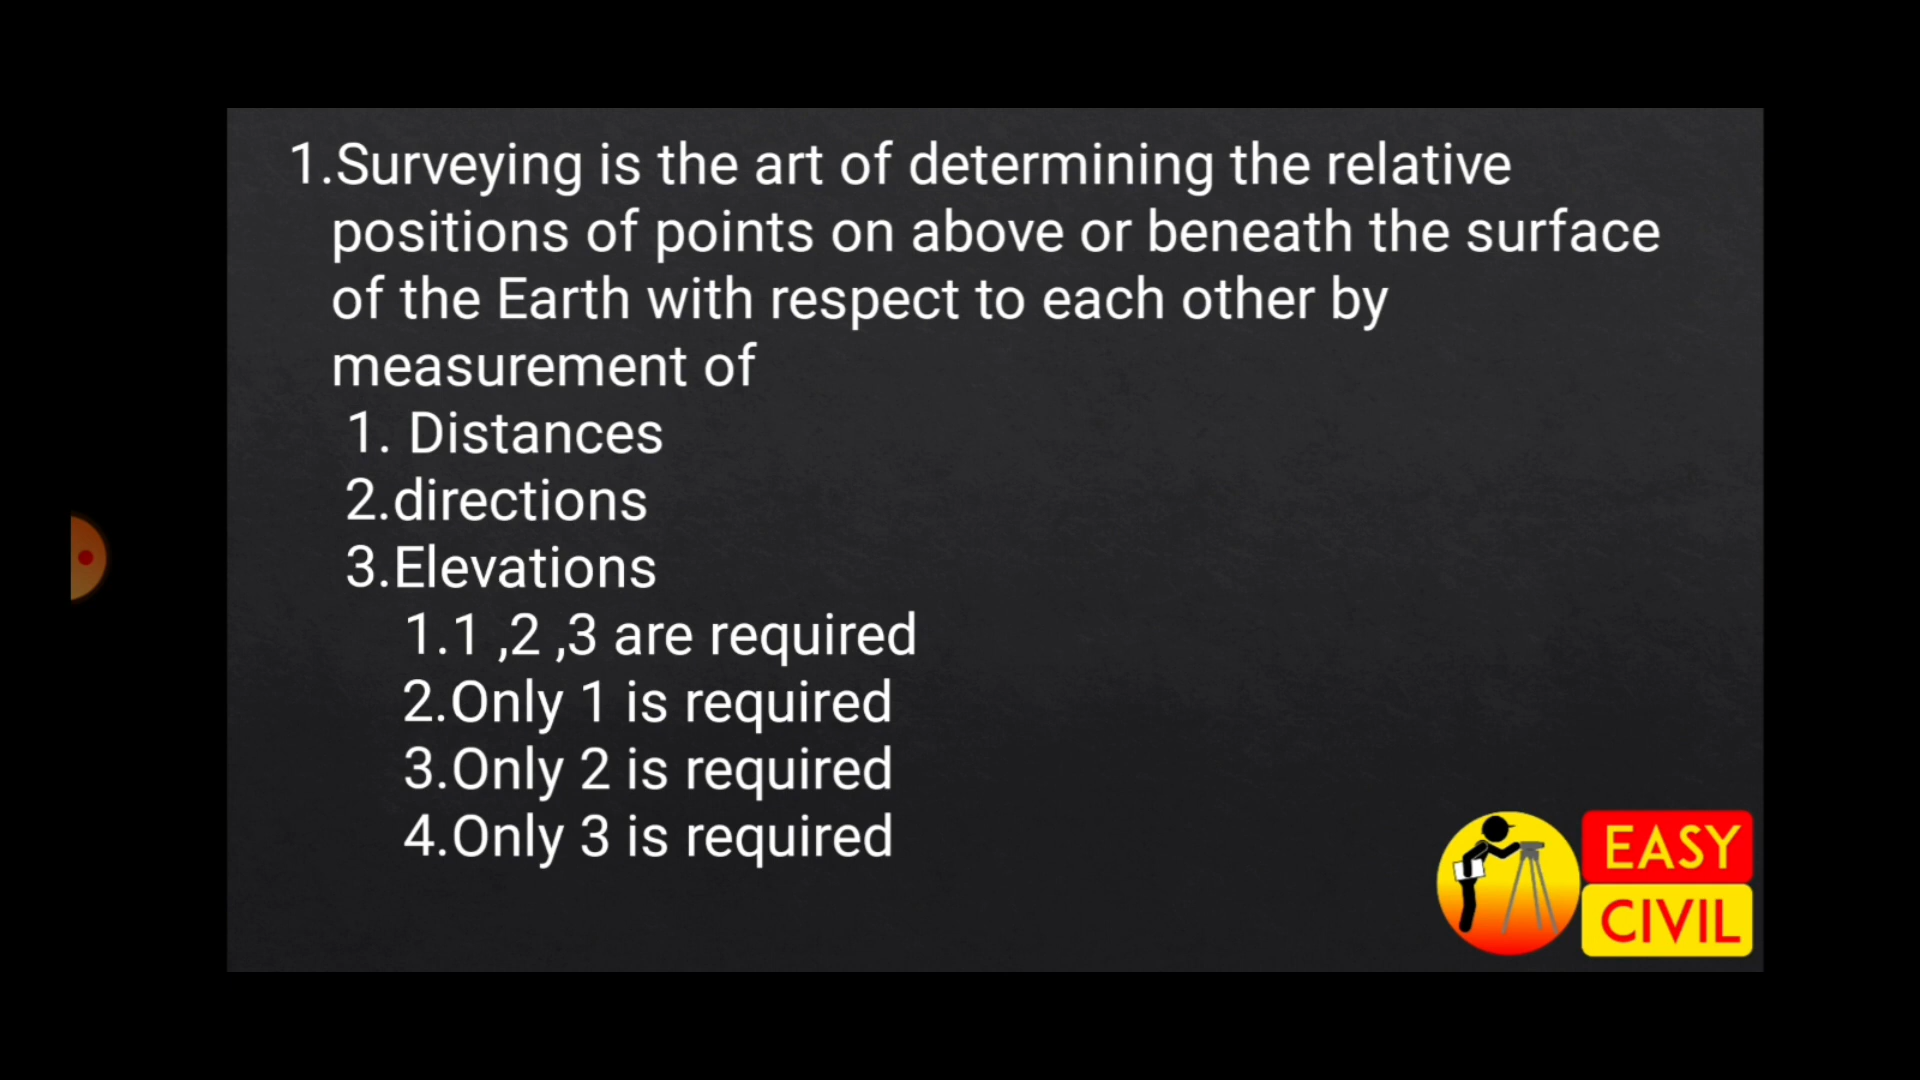 1.Surveying is the art of determining the relative
positions of points on above or beneath the surface
of the Earth with respect to each other by
measurement of
1. Distances
2.directions
3.Elevations
1.1 ,2 ,3 are required
2.Only 1 is required
3.Only 2 is required
4.Only 3 is required
EASY
CIVIL